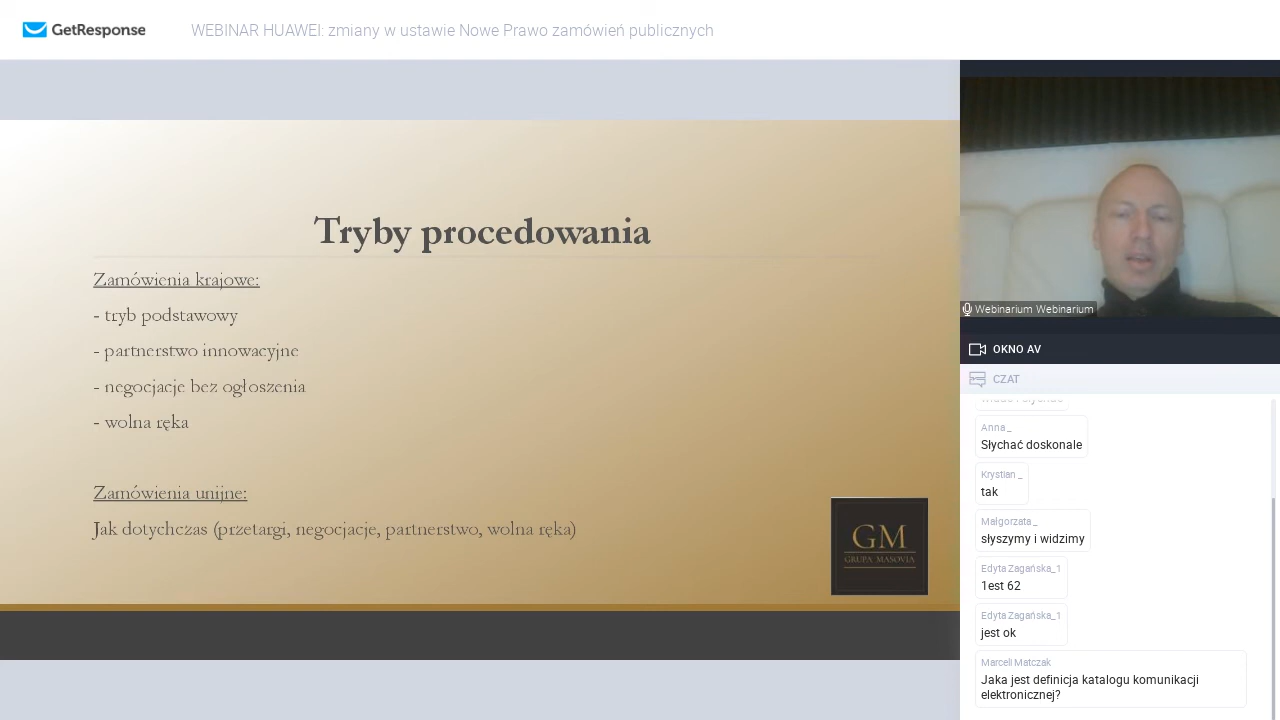 GetResponse
WEBINAR HUAWEI: zmiany w ustawie Nowe Prawo zamówień publicznych
Tryby procedowania
Zamówienia krajowe:
- tryb podstawowy
- partnerstwo innowacyjne
- negocjacje bez ogłoszenia
- wolna ręka
Zamówienia unijne:
Jak dotychczas (przetargi, negocjacje, partnerstwo, wolna ręka)
GM
GRUPA MASOVIA
Webinarium Webinarium
OKNO AV
CZAT
Anna _
Słychać doskonale
Krystian _
tak
Małgorzata _
słyszymy i widzimy
Edyta Zagańska_1
1est 62
Edyta Zagańska_1
jest ok
Marceli Matczak
Jaka jest definicja katalogu komunikacji
elektronicznej?